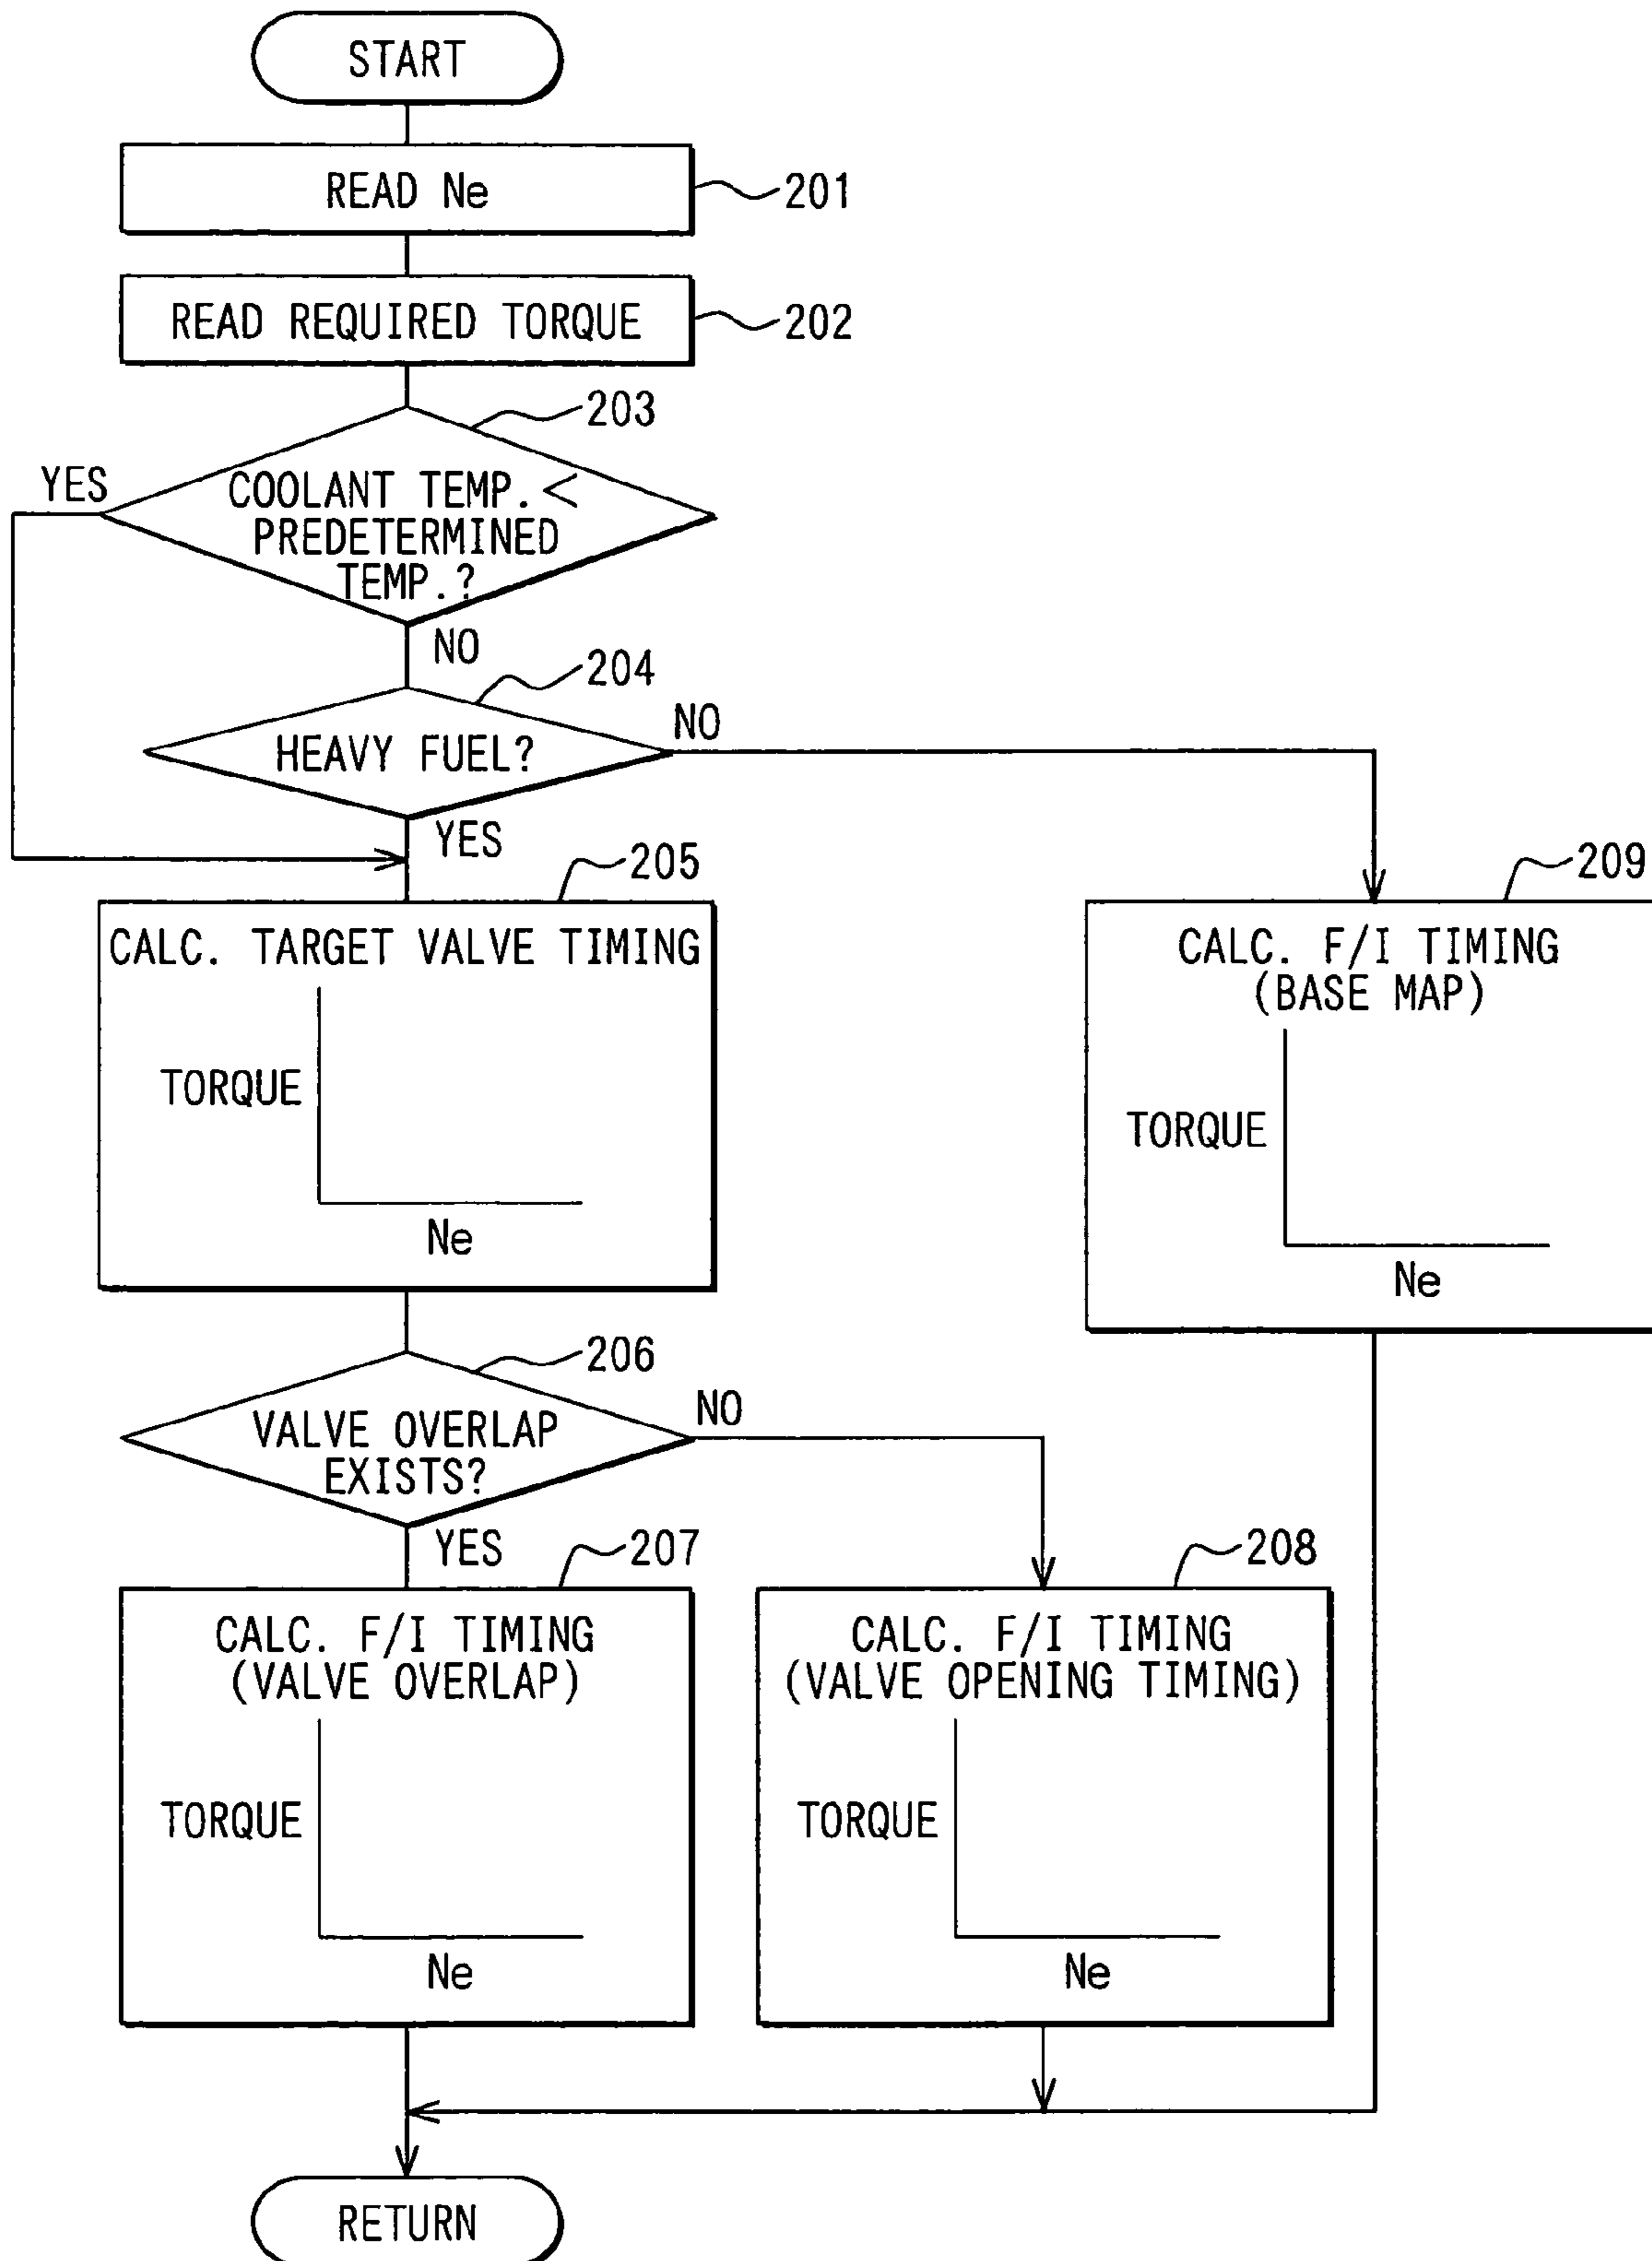 START
READ Ne
201
READ REQUIRED TORQUE
202
203
YES
COOLANT TEMP. <
PREDETERMINED
TEMP.?
NO
204
HEAVY FUEL?
NO
YES
205
CALC. TARGET VALVE TIMING
TORQUE
Ne
209
CALC. F/I TIMING
(BASE MAP)
TORQUE
Ne
206
VALVE OVERLAP
EXISTS?
NO
YES
207
CALC. F/I TIMING
(VALVE OVERLAP)
TORQUE
Ne
208
CALC. F/I TIMING
(VALVE OPENING TIMING)
TORQUE
Ne
RETURN